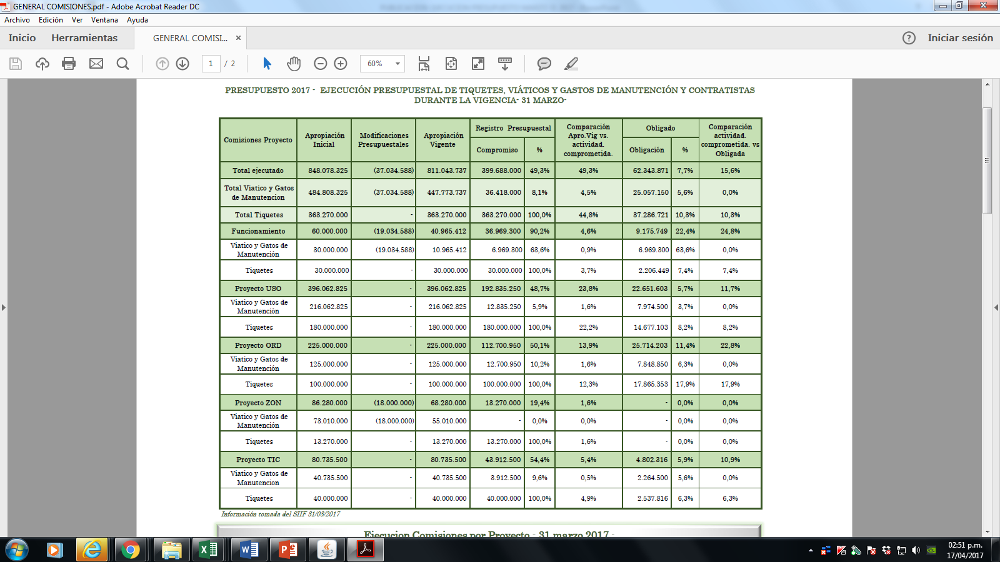 GENERAL COMISIONES.pdf - Adobe Acrobat Reader DC
Archivo Edición Ver Ventana Ayuda
Inicio Herramientas GENERAL COMISI... × ? Iniciar sesión
1 / 2 60%
PRESUPUESTO 2017 - EJECUCIÓN PRESUPUESTAL DE TIQUETES, VIÁTICOS Y GASTOS DE MANUTENCIÓN Y CONTRATISTAS
DURANTE LA VIGENCIA- 31 MARZO-
Comisiones Proyecto Apropiación Inicial Modificaciones Presupuestales Apropiación Vigente Registro Presupuestal Comparación Apro.Vig vs. actividad. comprometida. Obligado Comparación actividad. comprometida. vs Obligada
Compromiso % Obligación %
Total ejecutado 848.078.325 (37.034.588) 811.043.737 399.688.000 49,3% 49,3% 62.343.871 7,7% 15,6%
Total Viatico y Gatos de Manutencion 484.808.325 (37.034.588) 447.773.737 36.418.000 8,1% 4,5% 25.057.150 5,6% 0,0%
Total Tiquetes 363.270.000 - 363.270.000 363.270.000 100,0% 44,8% 37.286.721 10,3% 10,3%
Funcionamiento 60.000.000 (19.034.588) 40.965.412 36.969.300 90,2% 4,6% 9.175.749 22,4% 24,8%
Viatico y Gatos de Manutención 30.000.000 (19.034.588) 10.965.412 6.969.300 63,6% 0,9% 6.969.300 63,6% 0,0%
Tiquetes 30.000.000 - 30.000.000 30.000.000 100,0% 3,7% 2.206.449 7,4% 7,4%
Proyecto USO 396.062.825 - 396.062.825 192.835.250 48,7% 23,8% 22.651.603 5,7% 11,7%
Viatico y Gatos de Manutención 216.062.825 - 216.062.825 12.835.250 5,9% 1,6% 7.974.500 3,7% 0,0%
Tiquetes 180.000.000 - 180.000.000 180.000.000 100,0% 22,2% 14.677.103 8,2% 8,2%
Proyecto ORD 225.000.000 - 225.000.000 112.700.950 50,1% 13,9% 25.714.203 11,4% 22,8%
Viatico y Gatos de Manutención 125.000.000 - 125.000.000 12.700.950 10,2% 1,6% 7.848.850 6,3% 0,0%
Tiquetes 100.000.000 - 100.000.000 100.000.000 100,0% 12,3% 17.865.353 17,9% 17,9%
Proyecto ZON 86.280.000 (18.000.000) 68.280.000 13.270.000 19,4% 1,6% - 0,0% 0,0%
Viatico y Gatos de Manutención 73.010.000 (18.000.000) 55.010.000 - 0,0% 0,0% - 0,0% 0,0%
Tiquetes 13.270.000 - 13.270.000 13.270.000 100,0% 1,6% - 0,0% 0,0%
Proyecto TIC 80.735.500 - 80.735.500 43.912.500 54,4% 5,4% 4.802.316 5,9% 10,9%
Viatico y Gatos de Manutencion 40.735.500 - 40.735.500 3.912.500 9,6% 0,5% 2.264.500 5,6% 0,0%
Tiquetes 40.000.000 - 40.000.000 40.000.000 100,0% 4,9% 2.537.816 6,3% 6,3%
Información tomada del SIIF 31/03/2017
Ejecucion Comisiones por Proyecto - 31 marzo 2017 -
02:51 p.m.
17/04/2017